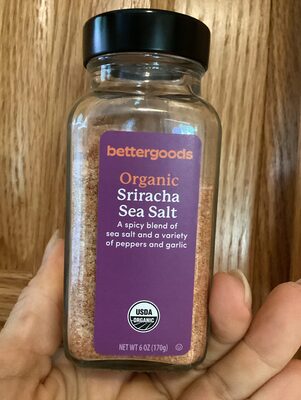 bettergoods
Organic
Sriracha
Sea Salt
A spicy blend of
sea salt and a variety
of peppers and garlic
USDA
ORGANIC
NET WT 6 OZ (170g)